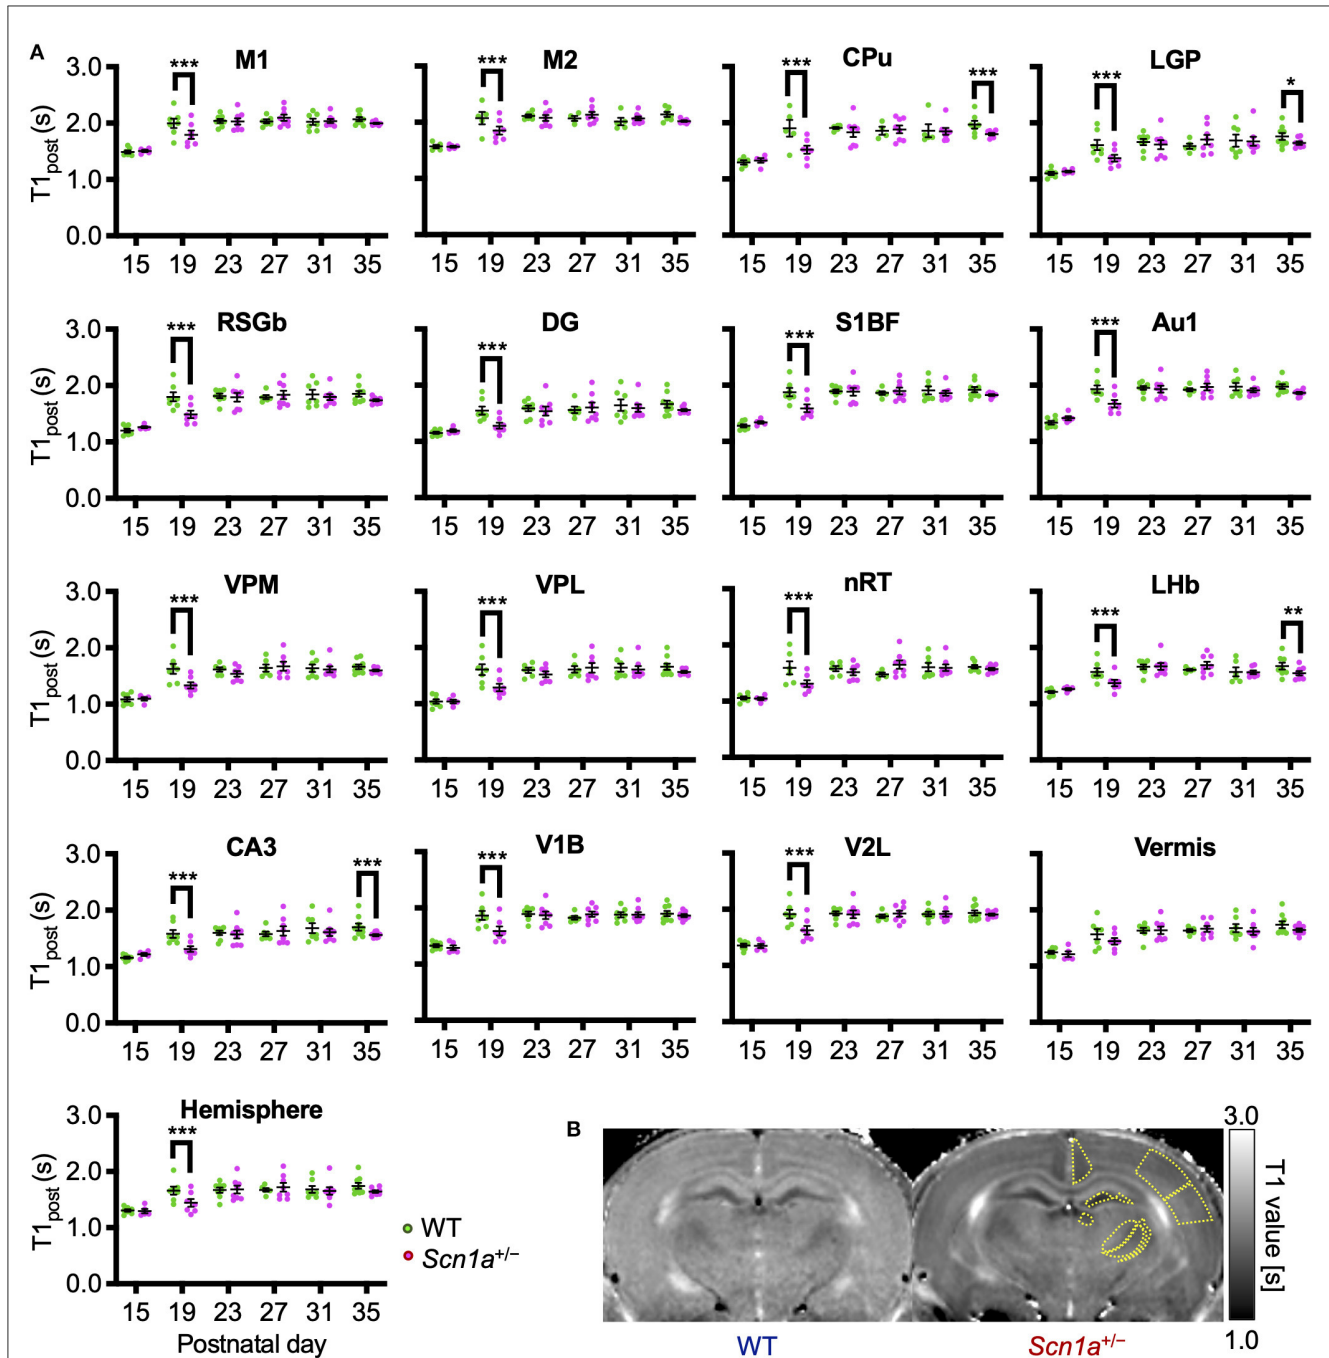 A
M1 M2 CPu LGP
*** *** *** *** *** *
T1post (s)
3.0
2.0
1.0
0.0
15 19 23 27 31 35 15 19 23 27 31 35 15 19 23 27 31 35 15 19 23 27 31 35
RSGb DG S1BF Au1
*** *** *** ***
T1post (s)
3.0
2.0
1.0
0.0
15 19 23 27 31 35 15 19 23 27 31 35 15 19 23 27 31 35 15 19 23 27 31 35
VPM VPL nRT LHb
*** *** *** *** **
T1post (s)
3.0
2.0
1.0
0.0
15 19 23 27 31 35 15 19 23 27 31 35 15 19 23 27 31 35 15 19 23 27 31 35
CA3 V1B V2L Vermis
*** *** *** ***
T1post (s)
3.0
2.0
1.0
0.0
15 19 23 27 31 35 15 19 23 27 31 35 15 19 23 27 31 35 15 19 23 27 31 35
Hemisphere
***
T1post (s)
3.0
2.0
1.0
0.0
15 19 23 27 31 35
Postnatal day
WT
Scn1a+/−
B
3.0
T1 value [s]
1.0
WT
Scn1a+/−